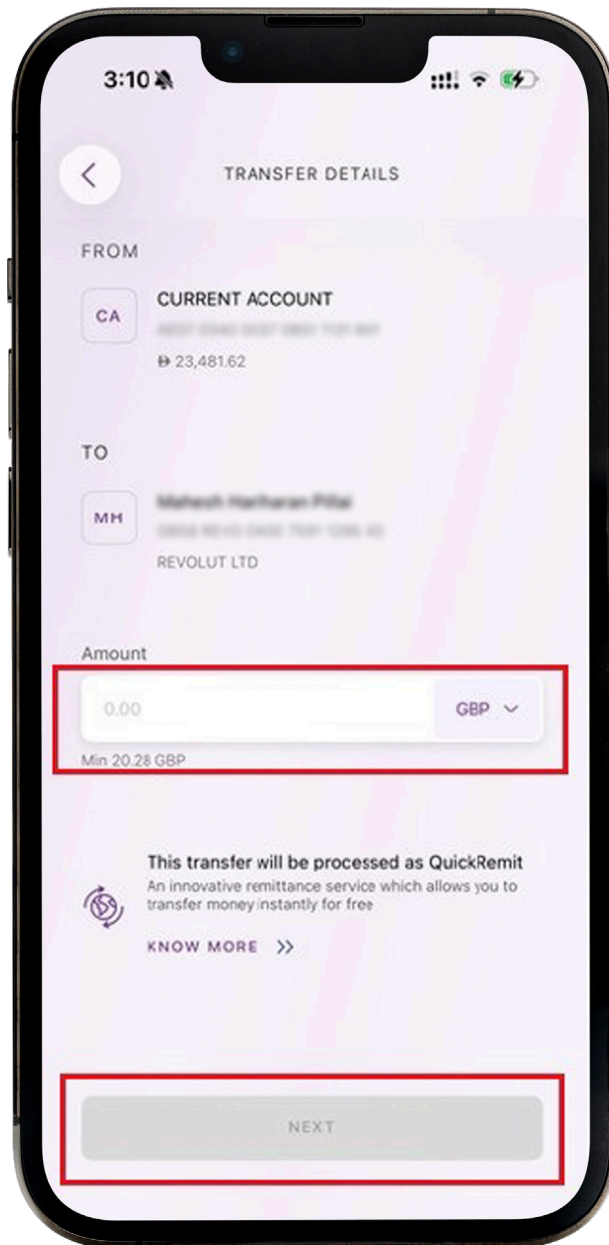 3:10
TRANSFER DETAILS
FROM
CA
CURRENT ACCOUNT
23,481.62
TO
MH
REVOLUT LTD
Amount
0.00
GBP
Min 20.28 GBP
This transfer will be processed as QuickRemit
An innovative remittance service which allows you to
transfer money instantly for free
KNOW MORE >>
NEXT